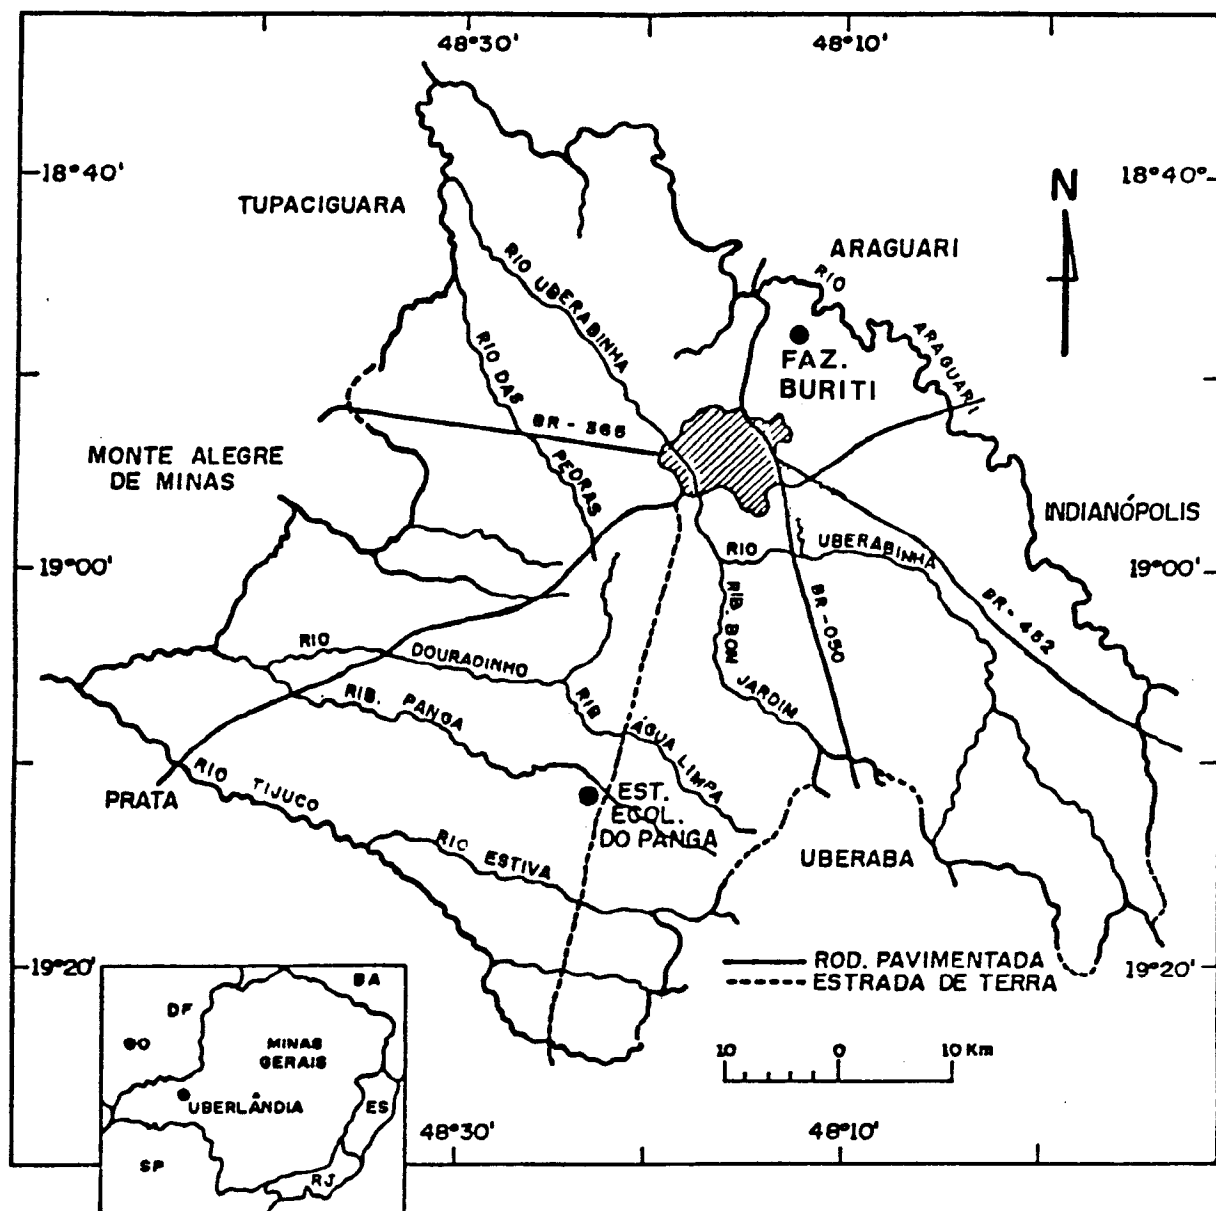 48°30'
48°10'
18°40'
18°40'
N
TUPACIGUARA
ARAGUARI
RIO UBERABINHA
RIO ARAGUARI
RIO DAS PEDRAS
FAZ.
BURITI
BR-365
MONTE ALEGRE
DE MINAS
INDIANÓPOLIS
RIO UBERABINHA
19°00'
19°00'
RIB. BOM JARDIM
BR-050
BR-452
RIO DOURADINHO
RIB. PANGA
RIB ÁGUA LIMPA
RIO TIJUCO
PRATA
EST.
ECOL.
DO PANGA
RIO ESTIVA
UBERABA
ROD. PAVIMENTADA
ESTRADA DE TERRA
19°20'
19°20'
10 0 10 Km
BA
DF
GO
MINAS
GERAIS
UBERLÂNDIA
ES
SP
RJ
48°30'
48°10'